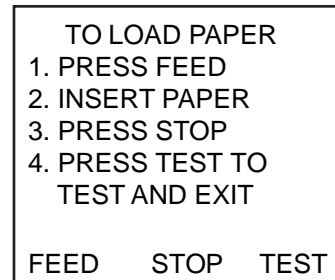 TO LOAD PAPER
1. PRESS FEED
2. INSERT PAPER
3. PRESS STOP
4. PRESS TEST TO
TEST AND EXIT
FEED STOP TEST